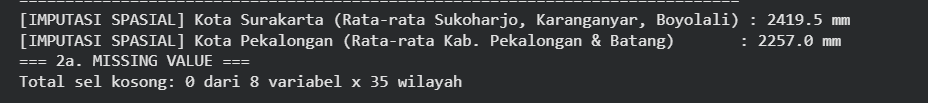 [IMPUTASI SPASIAL] Kota Surakarta (Rata-rata Sukoharjo, Karanganyar, Boyolali) : 2419.5 mm
[IMPUTASI SPASIAL] Kota Pekalongan (Rata-rata Kab. Pekalongan & Batang)       : 2257.0 mm
=== 2a. MISSING VALUE ===
Total sel kosong: 0 dari 8 variabel x 35 wilayah